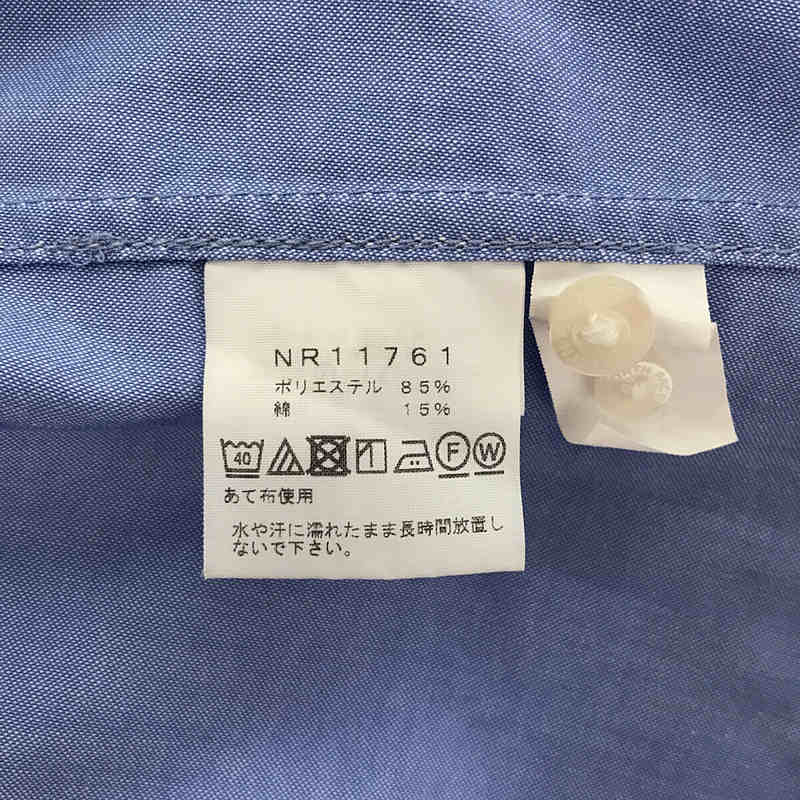 NR11761
ポリエステル 85%
綿 15%
40 F W
あて布使用
水や汗に濡れたまま長時間放置し
ないで下さい。